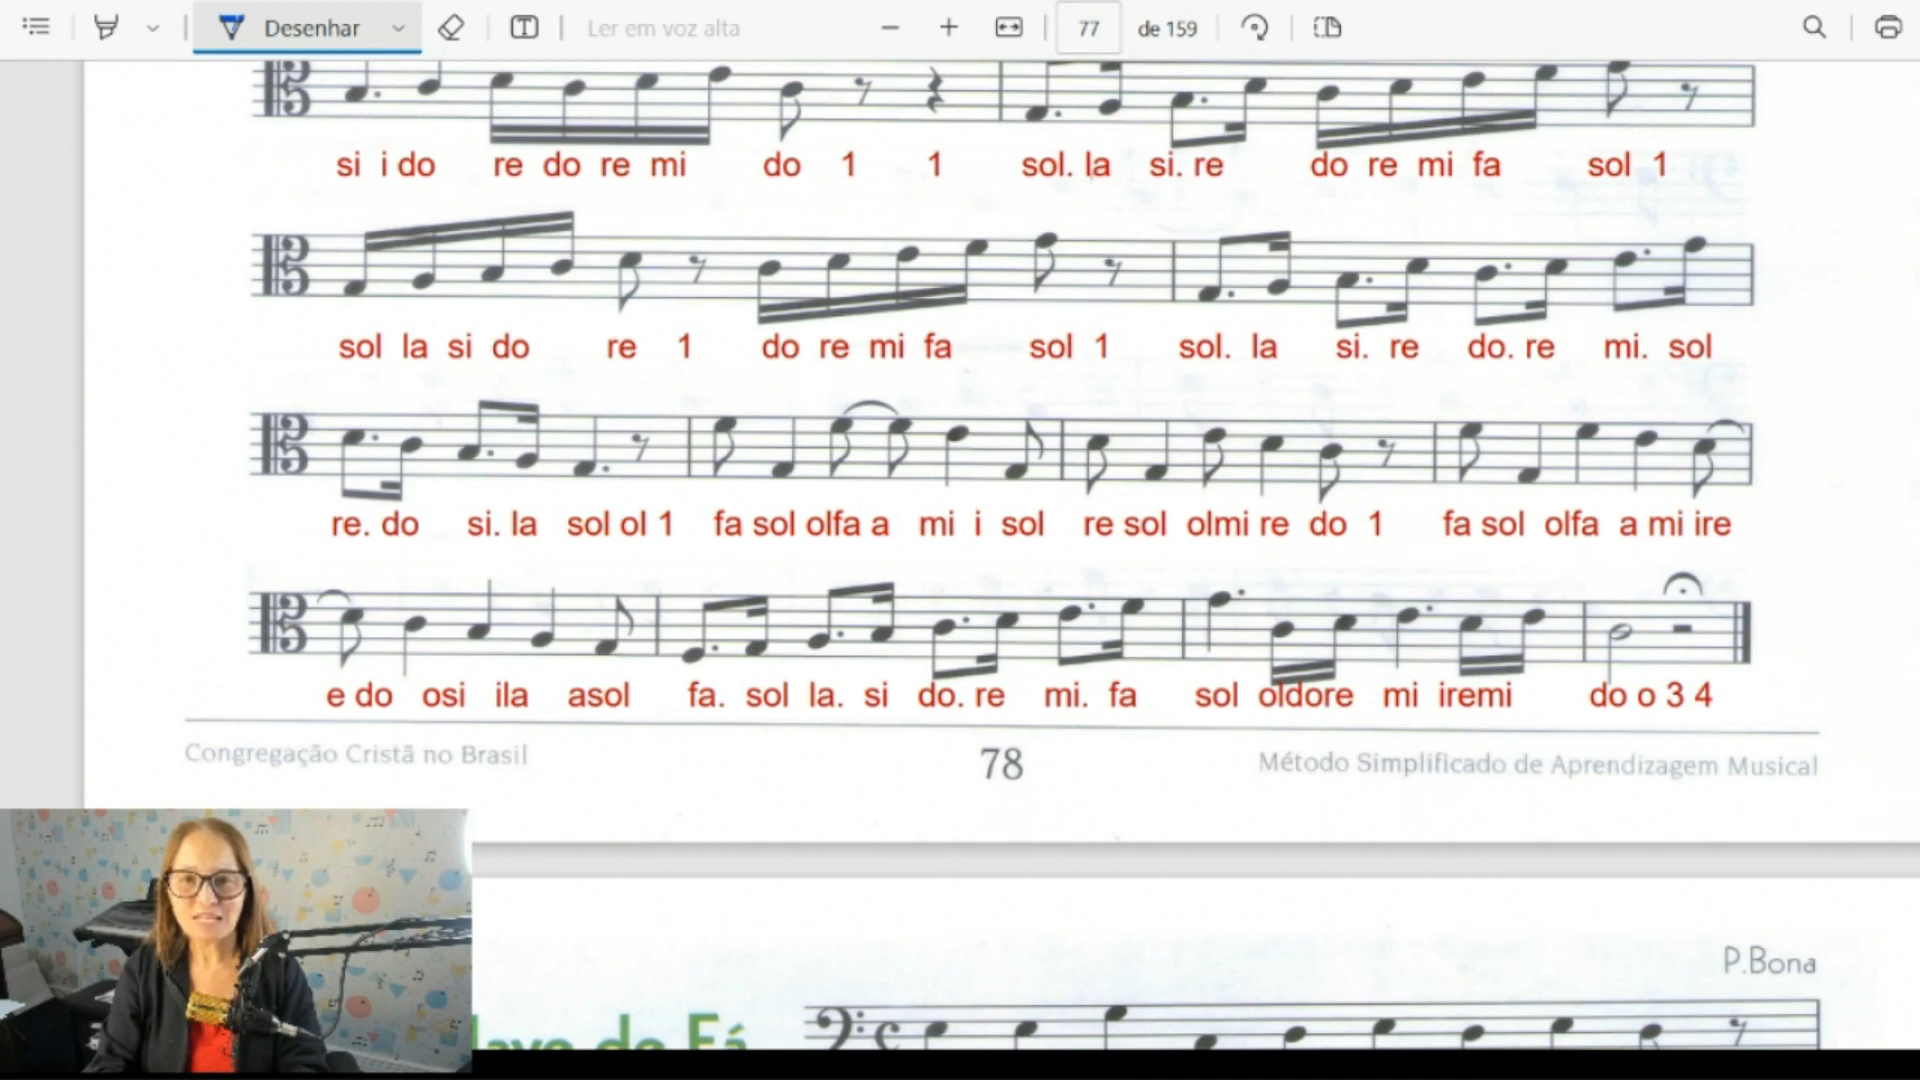 Desenhar Ler em voz alta 77 de 159
si i do re do re mi do 1 1 sol. la si. re do re mi fa sol 1
sol la si do re 1 do re mi fa sol 1 sol. la si. re do. re mi. sol
re. do si. la sol ol 1 fa sol olfa a mi i sol re sol olmi re do 1 fa sol olfa a mi ire
e do osi ila asol fa. sol la. si do. re mi. fa sol oldore mi iremi do o 3 4
Congregação Cristã no Brasil 78 Método Simplificado de Aprendizagem Musical
P.Bona
de Fá